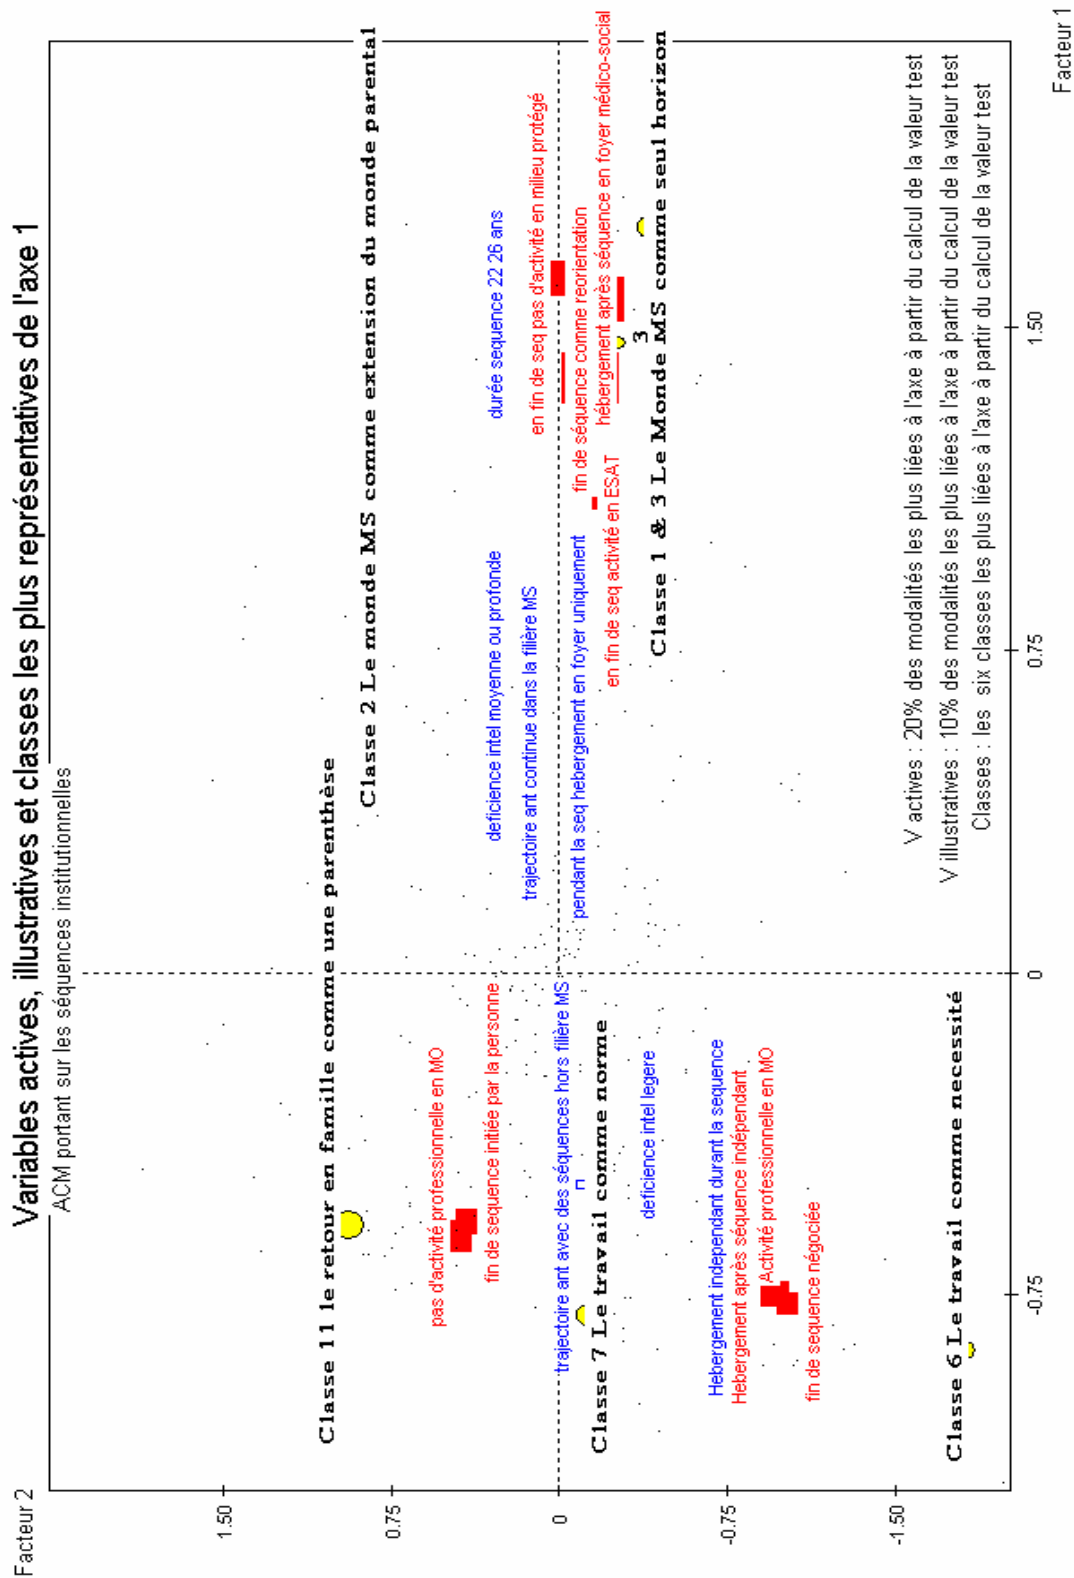 Variables actives, illustratives et classes les plus représentatives de l'axe 1
ACM portant sur les séquences institutionnelles
Facteur 2
1.50
0.75
0
-0.75
-1.50
Classe 11 le retour en famille comme une parenthèse
Classe 2 Le monde MS comme extension du monde parental
pas d'activité professionnelle en MO
fin de sequence initiée par la personne
deficience intel moyenne ou profonde
durée sequence 22 26 ans
trajectoire ant continue dans la filière MS
en fin de seq pas d'activité en milieu protégé
trajectoire ant avec des séquences hors filière MS
pendant la seq hebergement en foyer uniquement
fin de séquence comme reorientation
hébergement après séquence en foyer médico-social
Classe 7 Le travail comme norme
en fin de seq activité en ESAT
3
deficience intel legere
Classe 1 & 3 Le Monde MS comme seul horizon
Hebergement independant durant la sequence
Hebergement après séquence indépendant
Activité professionnelle en MO
fin de sequence négociée
Classe 6 Le travail comme necessité
V actives : 20% des modalités les plus liées à l'axe à partir du calcul de la valeur test
V illustratives : 10% des modalités les plus liées à l'axe à partir du calcul de la valeur test
Classes : les six classes les plus liées à l'axe à partir du calcul de la valeur test
-0.75
0
0.75
1.50
Facteur 1